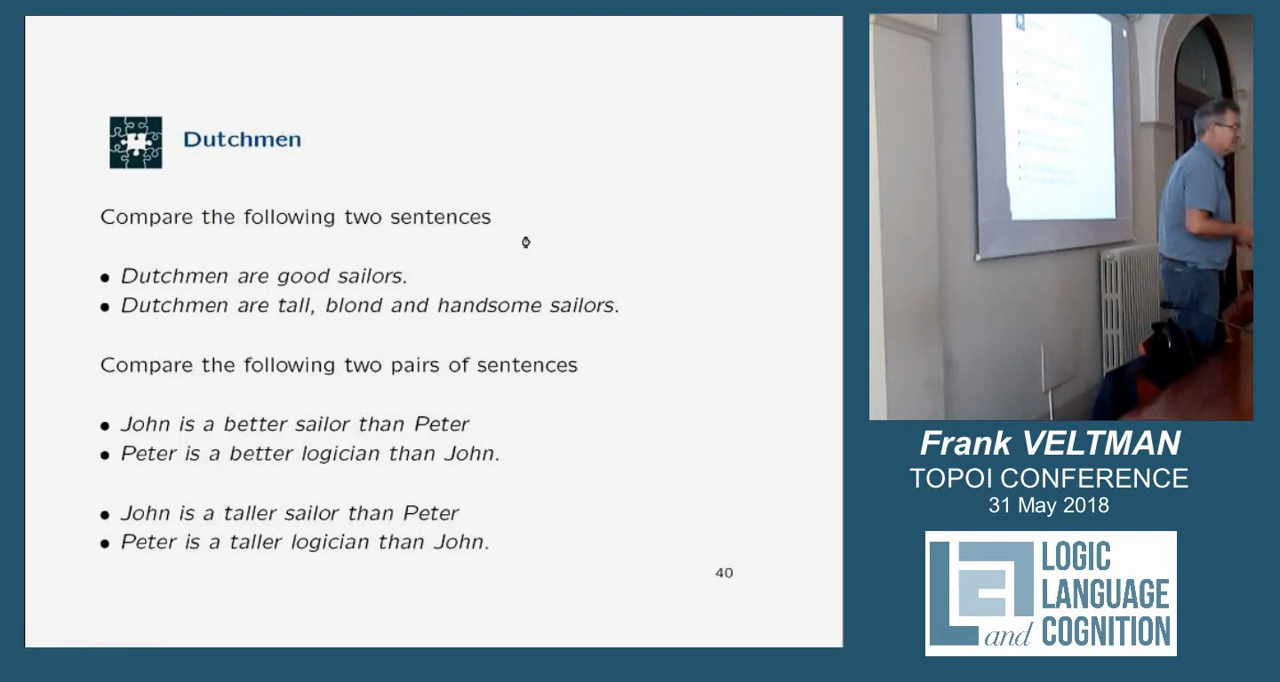 Dutchmen
Compare the following two sentences
• Dutchmen are good sailors.
• Dutchmen are tall, blond and handsome sailors.
Compare the following two pairs of sentences
• John is a better sailor than Peter
• Peter is a better logician than John.
• John is a taller sailor than Peter
• Peter is a taller logician than John.
40
Frank VELTMAN
TOPOI CONFERENCE
31 May 2018
LOGIC
LANGUAGE
and COGNITION